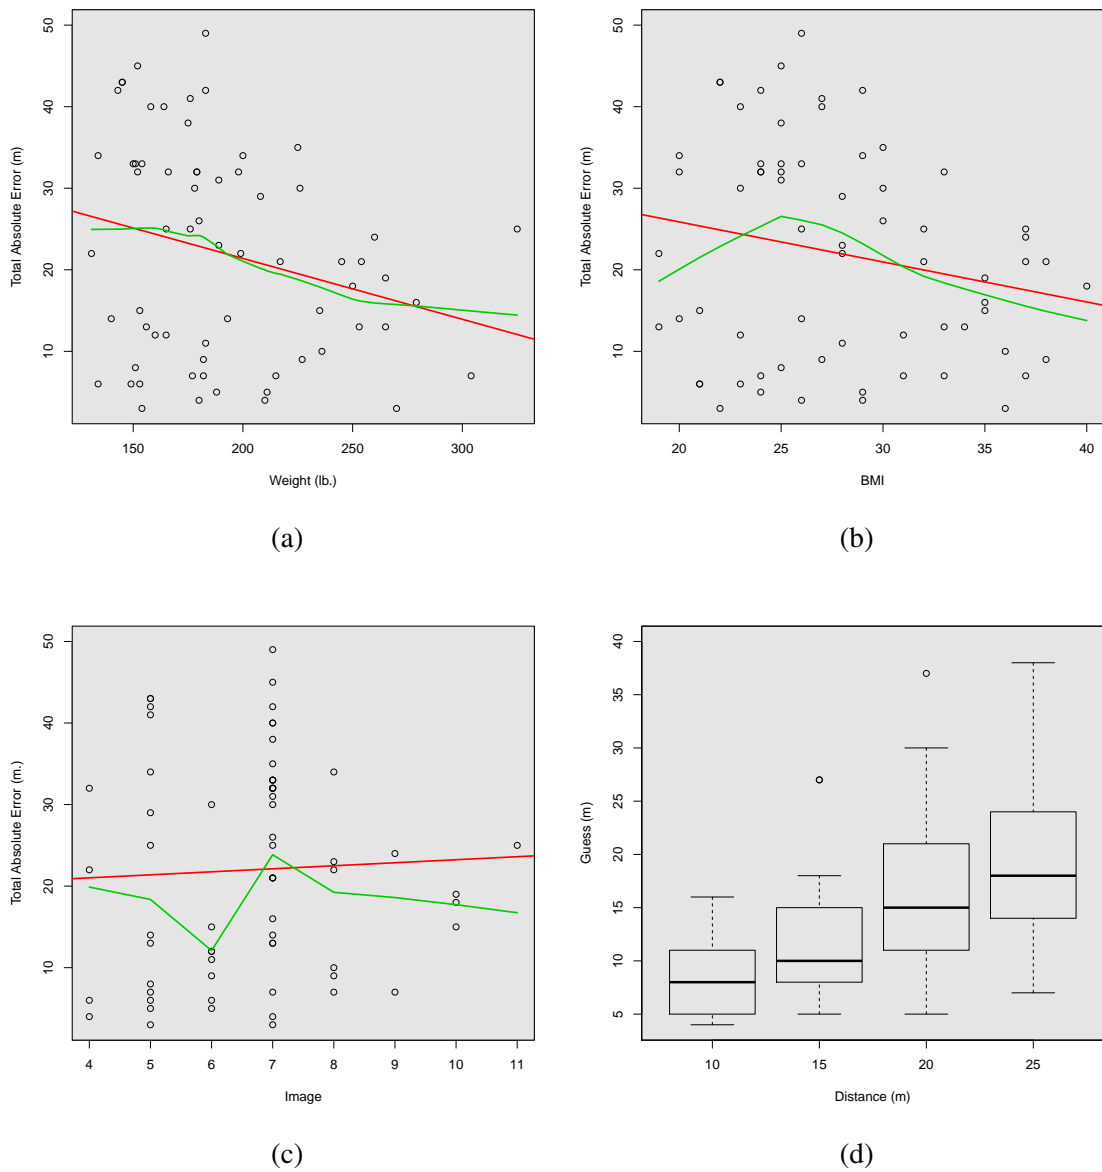 50
40
30
20
10
Total Absolute Error (m)
150 200 250 300
Weight (lb.)
(a)
50
40
30
20
10
Total Absolute Error (m)
20 25 30 35 40
BMI
(b)
50
40
30
20
10
Total Absolute Error (m.)
4 5 6 7 8 9 10 11
Image
(c)
40
35
30
25
20
15
10
5
Guess (m)
10 15 20 25
Distance (m)
(d)